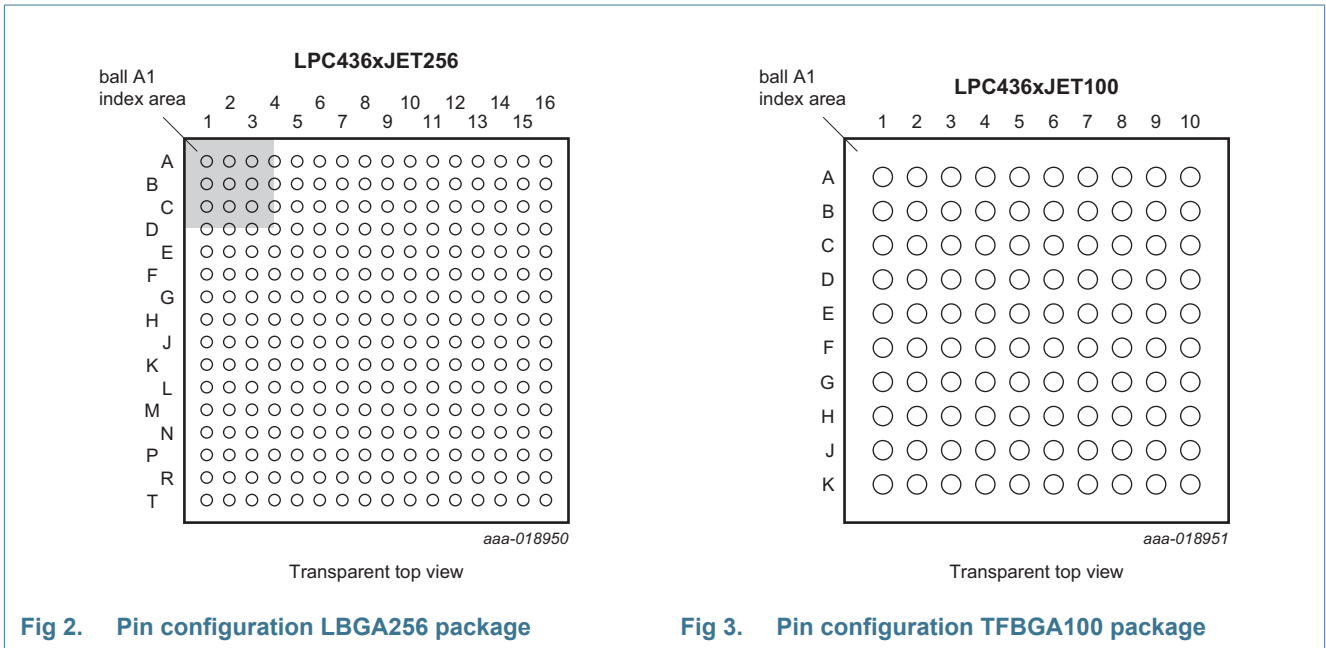 LPC436xJET256
ball A1
index area
2 4 6 8 10 12 14 16
1 3 5 7 9 11 13 15
A
B
C
D
E
F
G
H
J
K
L
M
N
P
R
T
aaa-018950
Transparent top view
Fig 2. Pin configuration LBGA256 package
LPC436xJET100
ball A1
index area
1 2 3 4 5 6 7 8 9 10
A
B
C
D
E
F
G
H
J
K
aaa-018951
Transparent top view
Fig 3. Pin configuration TFBGA100 package